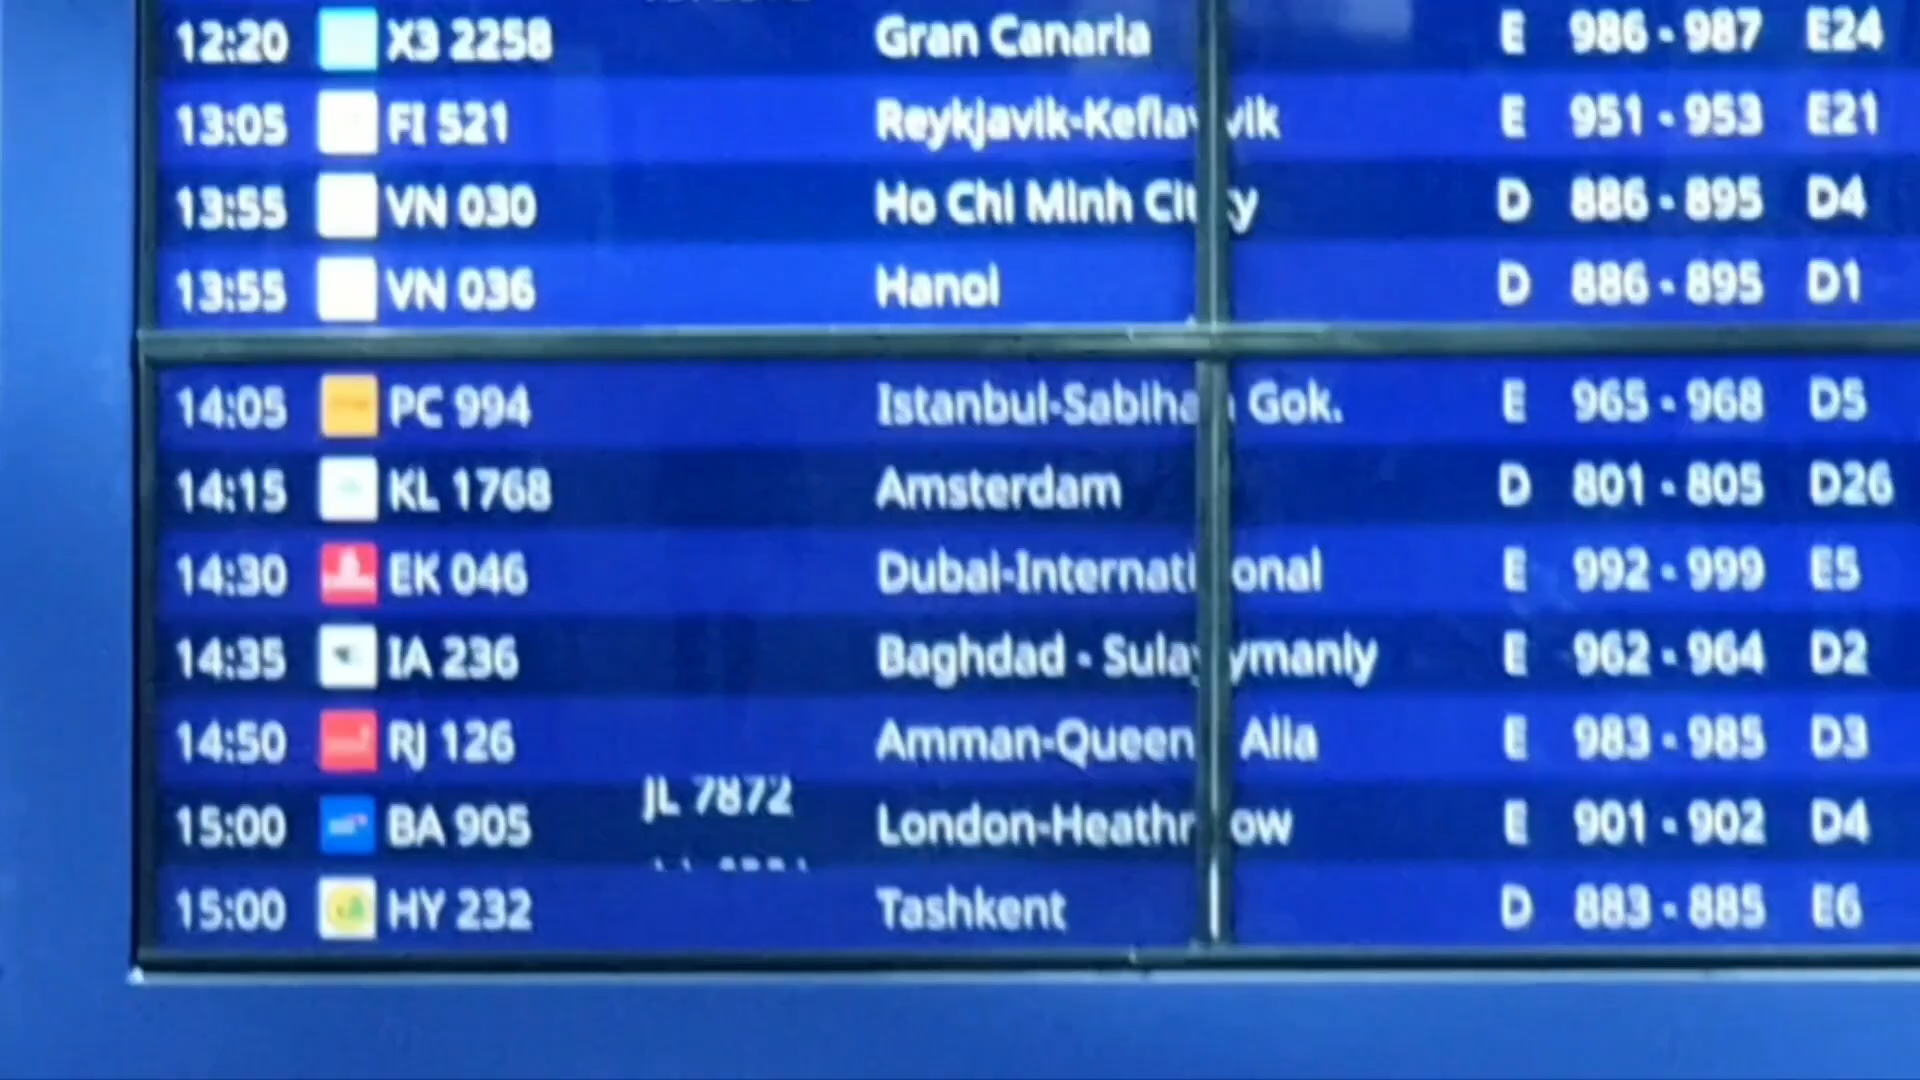 12:20 X3 2258 Gran Canaria E 986 - 987 E24
13:05 FI 521 Reykjavik-Keflavik E 951 - 953 E21
13:55 VN 030 Ho Chi Minh City D 886 - 895 D4
13:55 VN 036 Hanoi D 886 - 895 D1
14:05 PC 994 Istanbul-Sabiha Gok. E 965 - 968 D5
14:15 KL 1768 Amsterdam D 801 - 805 D26
14:30 EK 046 Dubai-International E 992 - 999 E5
14:35 IA 236 Baghdad - Sulaymaniy E 962 - 964 D2
14:50 RJ 126 Amman-Queen Alia E 983 - 985 D3
15:00 BA 905 JL 7872 London-Heathrow E 901 - 902 D4
15:00 HY 232 Tashkent D 883 - 885 E6